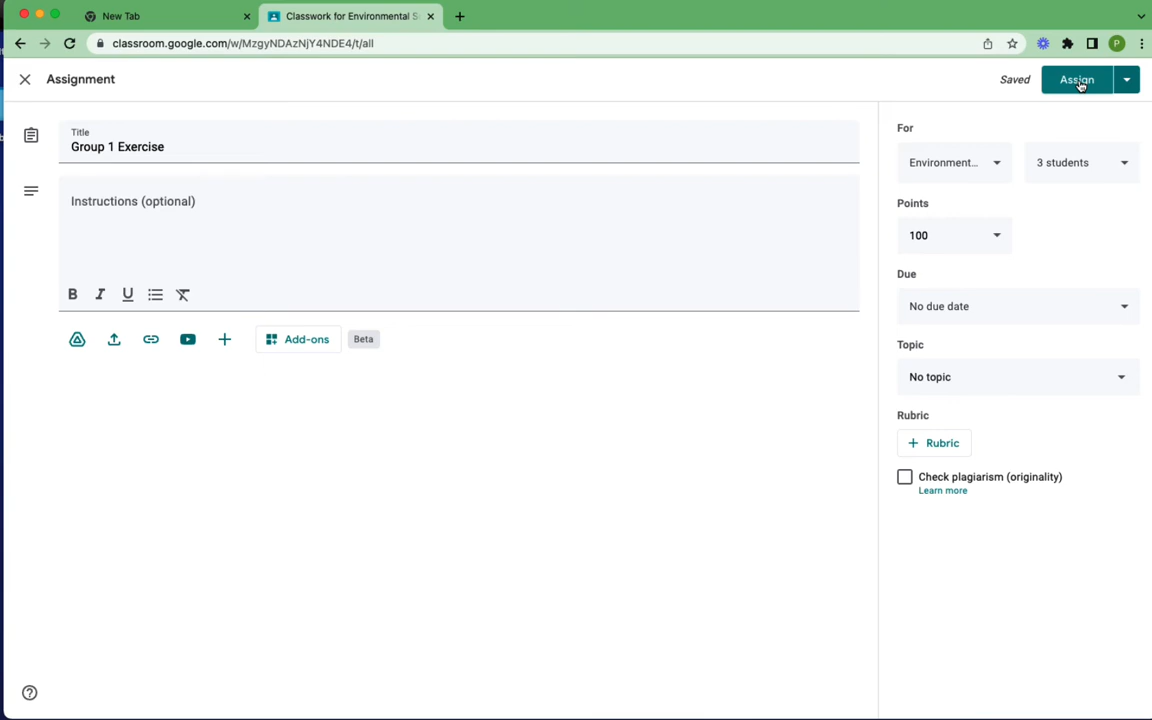 New Tab
Classwork for Environmental S
classroom.google.com/w/MzgyNDAzNjY4NDE4/t/all
P
Assignment
Saved
Assign
Title
Group 1 Exercise
Instructions (optional)
B I U
Add-ons
Beta
For
Environment...
3 students
Points
100
Due
No due date
Topic
No topic
Rubric
+ Rubric
Check plagiarism (originality)
Learn more